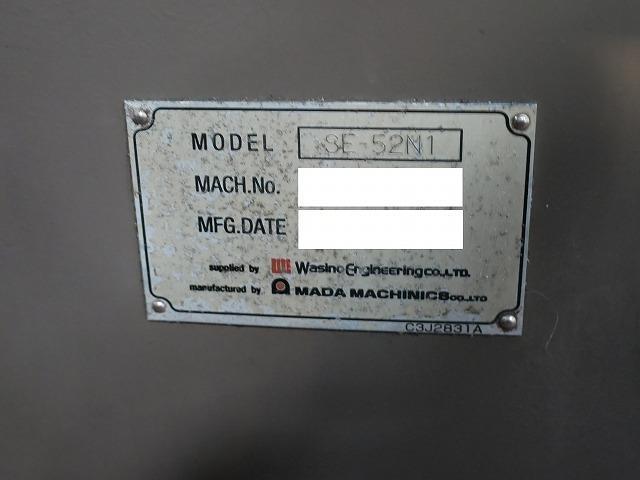 MODEL SE-52N1
MACH.No.
MFG.DATE
supplied by Wasino Engineering CO.,LTD.
manufactured by AMADA MACHINICS CO.,LTD
C3J2831A